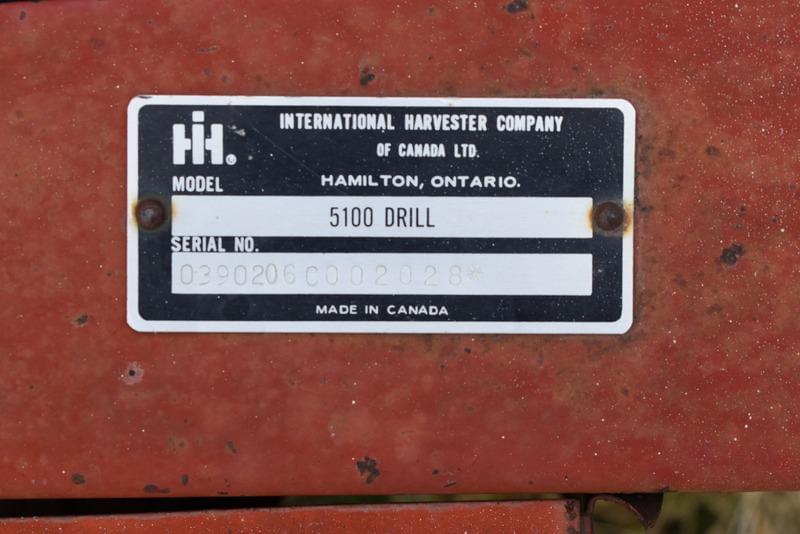 INTERNATIONAL HARVESTER COMPANY
IH®
OF CANADA LTD.
MODEL HAMILTON, ONTARIO.
5100 DRILL
SERIAL NO.
0390206C002028*
MADE IN CANADA